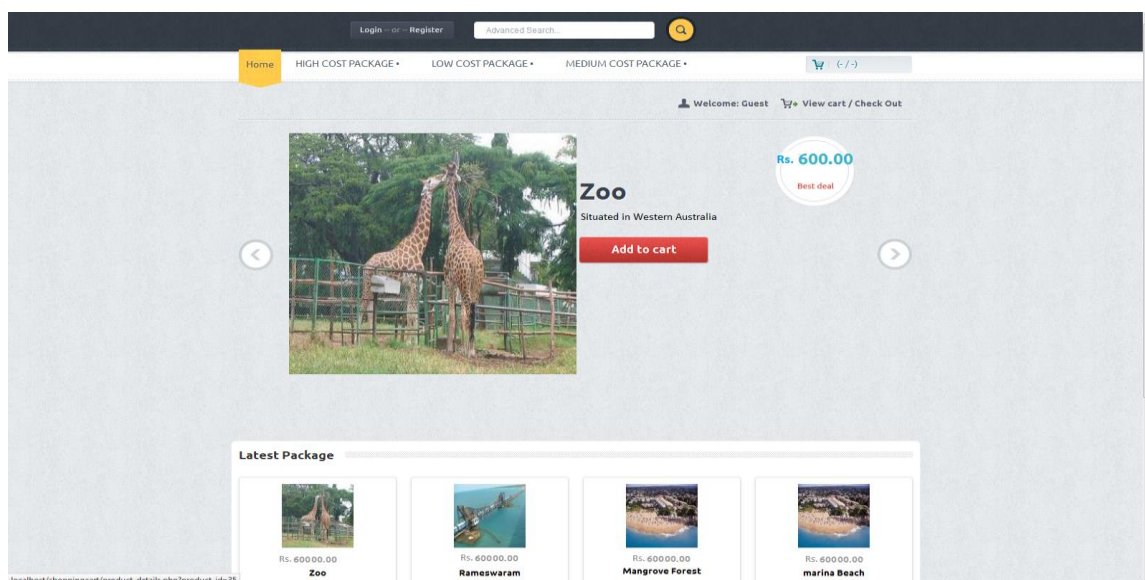 Login -- or -- Register
Advanced Search...
Home
HIGH COST PACKAGE •
LOW COST PACKAGE •
MEDIUM COST PACKAGE •
(- / -)
Welcome: Guest
View cart / Check Out
Rs. 600.00
Best deal
Zoo
Situated in Western Australia
Add to cart
Latest Package
Rs. 60000.00
Zoo
Rs. 60000.00
Rameswaram
Rs. 60000.00
Mangrove Forest
Rs. 60000.00
marina Beach